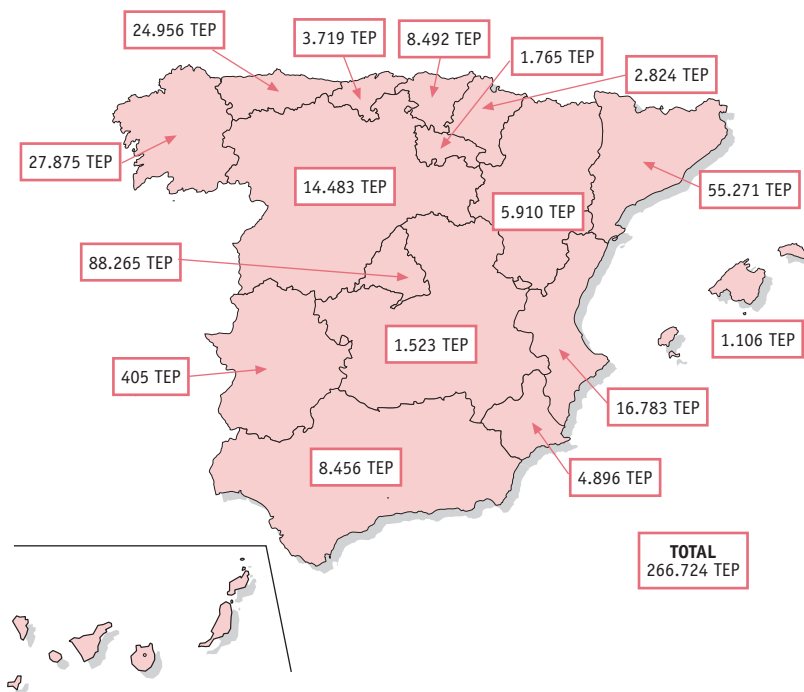 24.956 TEP
3.719 TEP
8.492 TEP
1.765 TEP
2.824 TEP
27.875 TEP
14.483 TEP
55.271 TEP
5.910 TEP
88.265 TEP
1.106 TEP
1.523 TEP
405 TEP
16.783 TEP
8.456 TEP
4.896 TEP
TOTAL
266.724 TEP